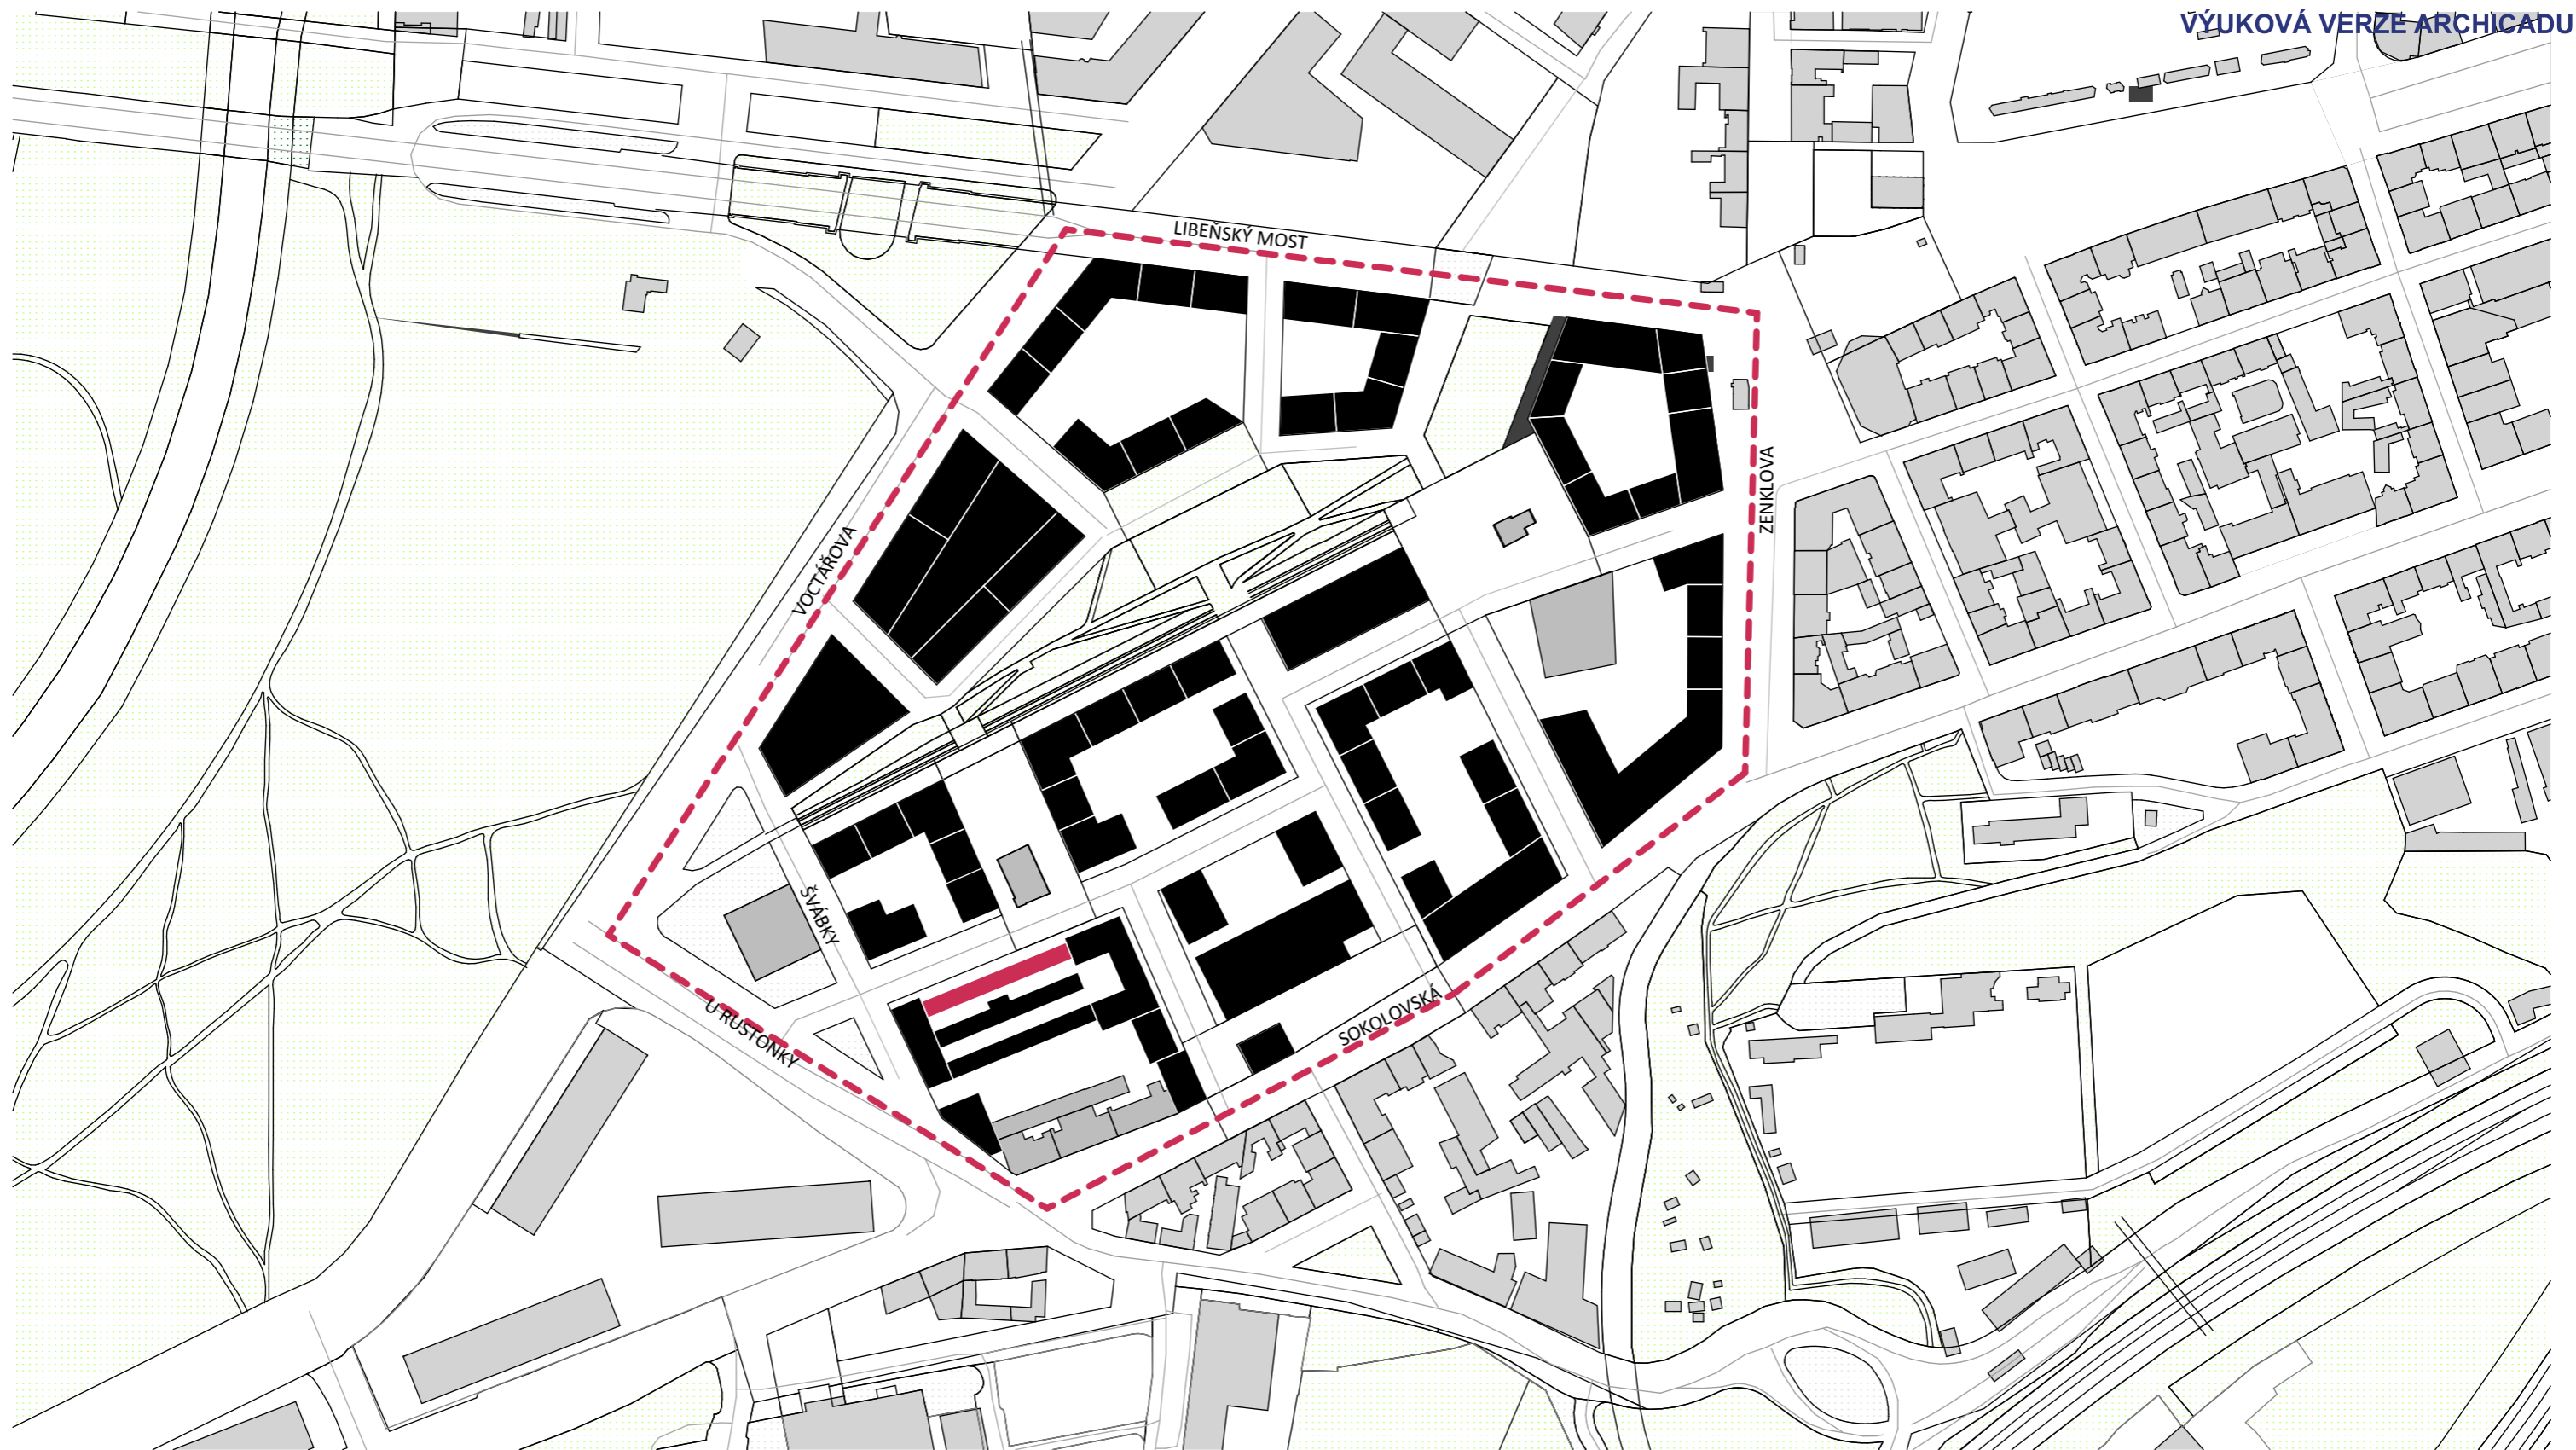 VÝUKOVÁ VERZE ARCHICADU
LIBEŇSKÝ MOST
ZENKLOVA
VOCTÁŘOVA
ŠVÁBKY
U RUSTONKY
SOKOLOVSKÁ